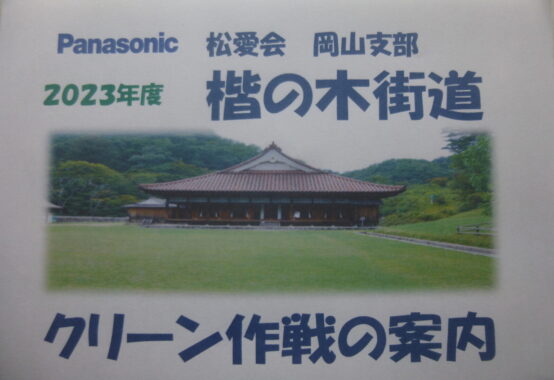 Panasonic 松愛会 岡山支部
2023年度 楷の木街道
クリーン作戦の案内